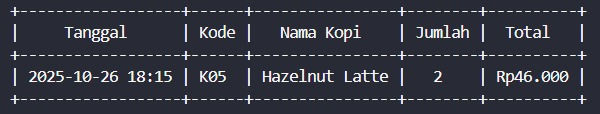 +------------------+------+----------------+--------+----------+
|     Tanggal      | Kode |   Nama Kopi    | Jumlah |  Total   |
+------------------+------+----------------+--------+----------+
| 2025-10-26 18:15 | K05  | Hazelnut Latte |   2    | Rp46.000 |
+------------------+------+----------------+--------+----------+